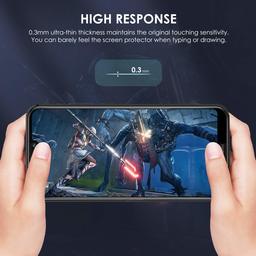 HIGH RESPONSE
0.3mm ultra-thin thickness maintains the original touching sensitivity.
You can barely feel the screen protector when typing or drawing.
0.3 mm